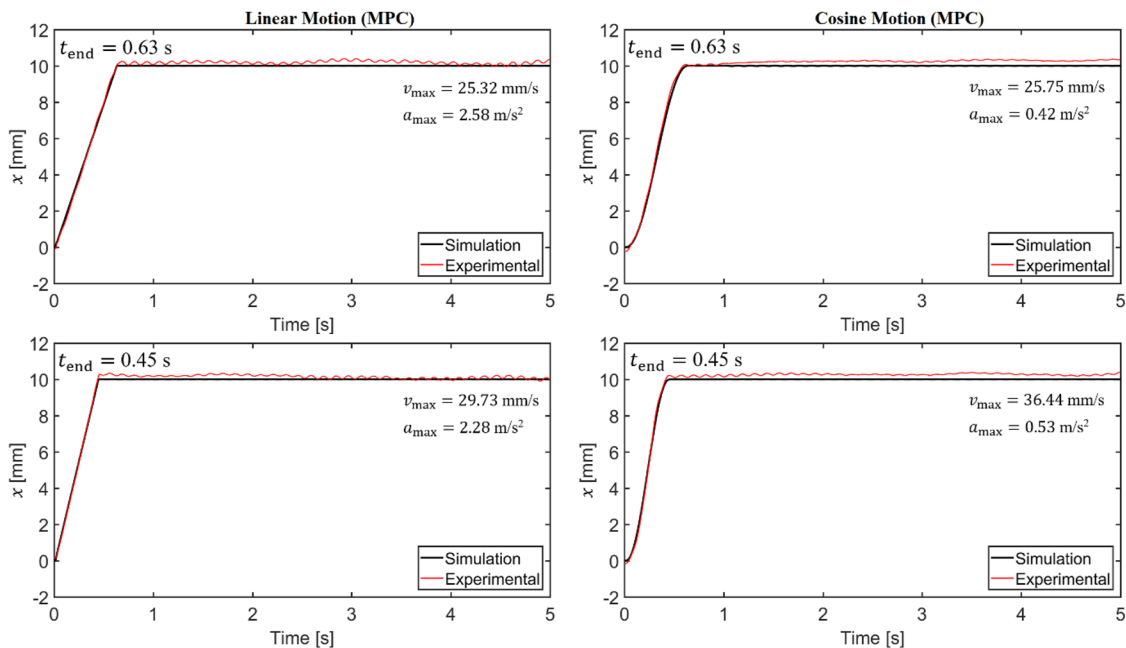 Linear Motion (MPC)
t_end = 0.63 s
v_max = 25.32 mm/s
a_max = 2.58 m/s²
x [mm]
12
10
8
6
4
2
0
-2
Simulation
Experimental
0 1 2 3 4 5
Time [s]
Cosine Motion (MPC)
t_end = 0.63 s
v_max = 25.75 mm/s
a_max = 0.42 m/s²
x [mm]
12
10
8
6
4
2
0
-2
Simulation
Experimental
0 1 2 3 4 5
Time [s]
t_end = 0.45 s
v_max = 29.73 mm/s
a_max = 2.28 m/s²
x [mm]
12
10
8
6
4
2
0
-2
Simulation
Experimental
0 1 2 3 4 5
Time [s]
t_end = 0.45 s
v_max = 36.44 mm/s
a_max = 0.53 m/s²
x [mm]
12
10
8
6
4
2
0
-2
Simulation
Experimental
0 1 2 3 4 5
Time [s]